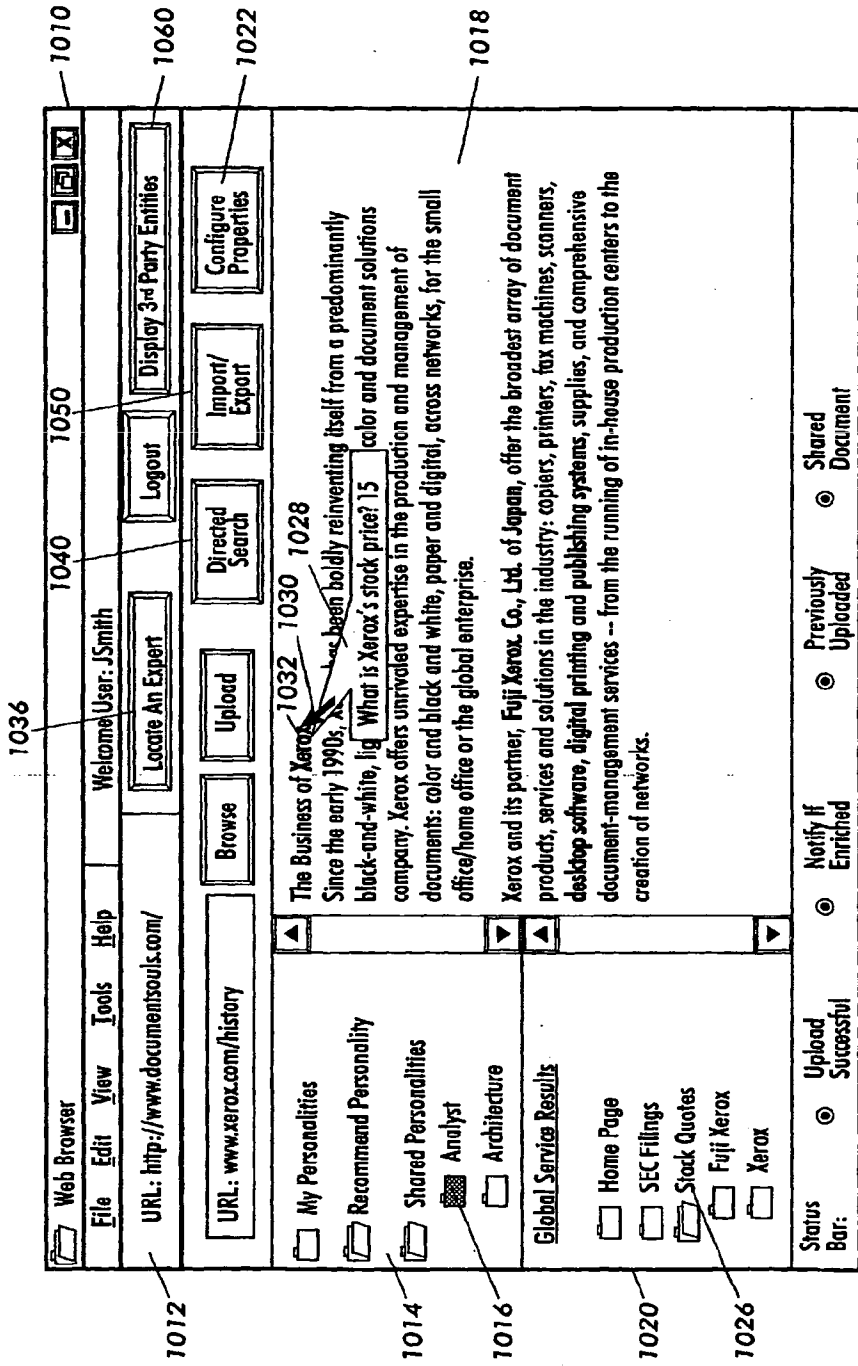 Web Browser
File Edit View Tools Help
Welcome User: JSmith
URL: http://www.documentsouls.com/
Locate An Expert
Logout
Display 3rd Party Entities
URL: www.xerox.com/history
Browse
Upload
Directed Search
Import/ Export
Configure Properties
My Personalities
Recommend Personality
Shared Personalities
Analyst
Architecture
Global Service Results
Home Page
SEC Filings
Stock Quotes
Fuji Xerox
Xerox
The Business of Xerox
Since the early 1990s, has been boldly reinventing itself from a predominantly
black-and-white, color and document solutions
What is Xerox's stock price? 15
company. Xerox offers unrivaled expertise in the production and management of
documents: color and black and white, paper and digital, across networks, for the small
office/home office or the global enterprise.
Xerox and its partner, Fuji Xerox. Co., Ltd. of Japan, offer the broadest array of document
products, services and solutions in the industry: copiers, printers, fax machines, scanners,
desktop software, digital printing and publishing systems, supplies, and comprehensive
document-management services -- from the running of in-house production centers to the
creation of networks.
Status Bar:
Upload Successful
Notify If Enriched
Previously Uploaded
Shared Document
1010
1060
1022
1018
1050
1040
1028
1030
1032
1036
1012
1014
1016
1020
1026